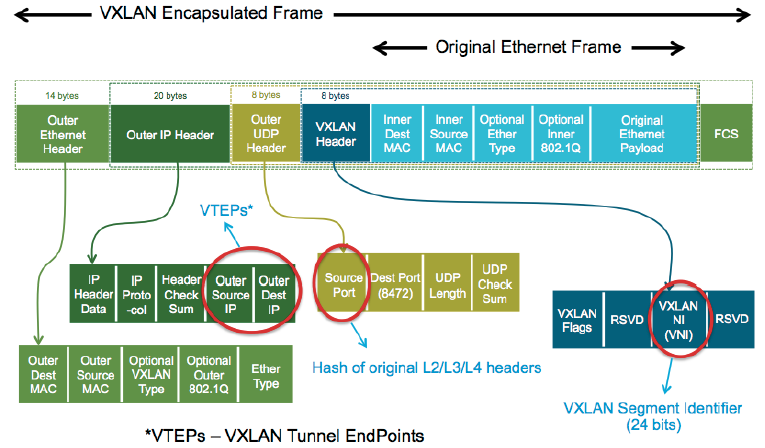 VXLAN Encapsulated Frame
Original Ethernet Frame
14 bytes
20 bytes
8 bytes
8 bytes
Outer
Ethernet
Header
Outer IP Header
Outer
UDP
Header
VXLAN
Header
Inner
Dest
MAC
Inner
Source
MAC
Optional
Ether
Type
Optional
Inner
802.1Q
Original
Ethernet
Payload
FCS
VTEPs*
IP
Header
Data
IP
Proto
-col
Header
Check
Sum
Outer
Source
IP
Outer
Dest
IP
Source
Port
Dest Port
(8472)
UDP
Length
UDP
Check
Sum
VXLAN
Flags
RSVD
VXLAN
NI
(VNI)
RSVD
Outer
Dest
MAC
Outer
Source
MAC
Optional
VXLAN
Type
Optional
Outer
802.1Q
Ether
Type
Hash of original L2/L3/L4 headers
VXLAN Segment Identifier
(24 bits)
*VTEPs – VXLAN Tunnel EndPoints